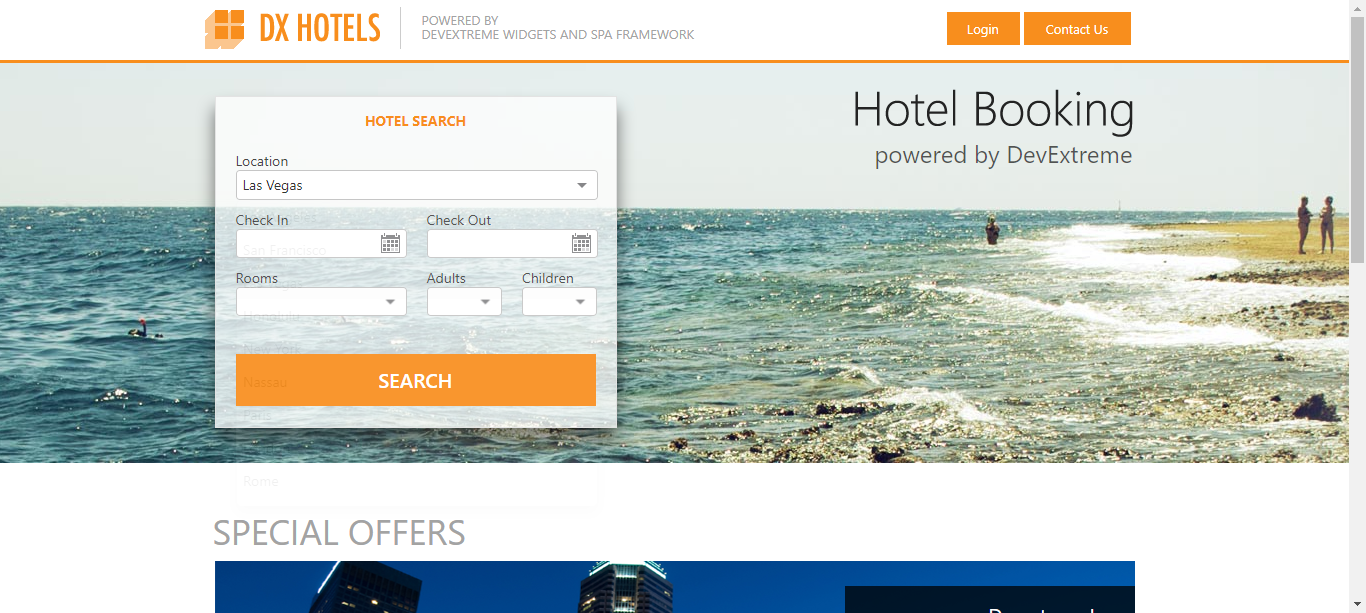 DX HOTELS
POWERED BY
DEVEXTREME WIDGETS AND SPA FRAMEWORK
Login
Contact Us
Hotel Booking
powered by DevExtreme
HOTEL SEARCH
Location
Las Vegas
Check In
Check Out
San Francisco
Rooms
Adults
Children
Honolulu
New York
Nassau
SEARCH
Paris
Rome
SPECIAL OFFERS